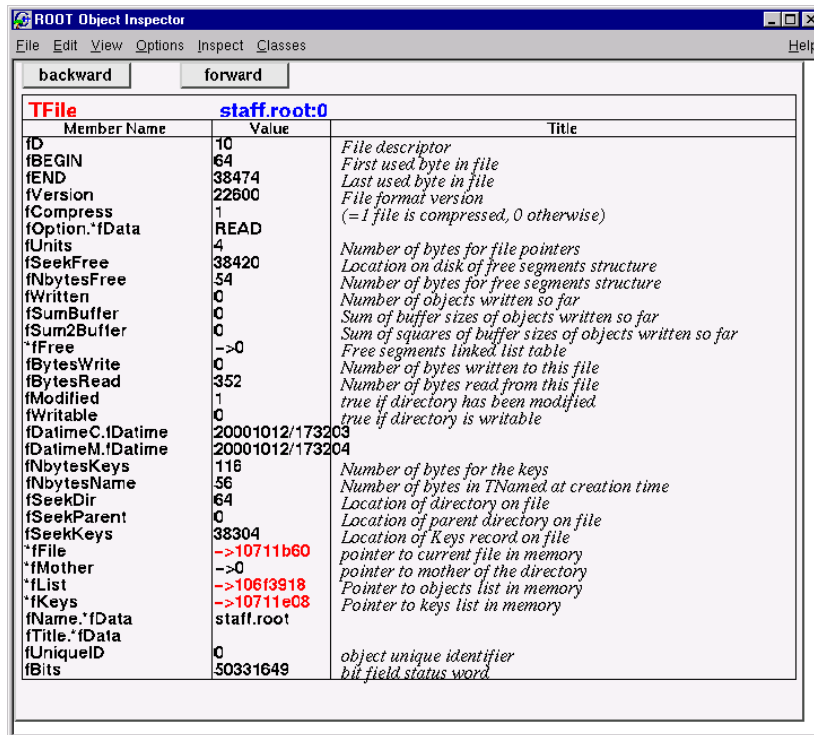 ROOT Object Inspector
File Edit View Options Inspect Classes Help
backward forward
TFile staff.root:0
Member Name Value Title
fD 10 File descriptor
fBEGIN 64 First used byte in file
fEND 38474 Last used byte in file
fVersion 22600 File format version
fCompress 1 (=1 file is compressed, 0 otherwise)
fOption.*fData READ
fUnits 4 Number of bytes for file pointers
fSeekFree 38420 Location on disk of free segments structure
fNbytesFree 54 Number of bytes for free segments structure
fWritten 0 Number of objects written so far
fSumBuffer 0 Sum of buffer sizes of objects written so far
fSum2Buffer 0 Sum of squares of buffer sizes of objects written so far
*fFree ->0 Free segments linked list table
fBytesWrite 0 Number of bytes written to this file
fBytesRead 352 Number of bytes read from this file
fModified 1 true if directory has been modified
fWritable 0 true if directory is writable
fDatimeC.fDatime 20001012/173203
fDatimeM.fDatime 20001012/173204
fNbytesKeys 116 Number of bytes for the keys
fNbytesName 56 Number of bytes in TNamed at creation time
fSeekDir 64 Location of directory on file
fSeekParent 0 Location of parent directory on file
fSeekKeys 38304 Location of Keys record on file
*fFile ->10711b60 pointer to current file in memory
*fMother ->0 pointer to mother of the directory
*fList ->106f3918 Pointer to objects list in memory
*fKeys ->10711e08 Pointer to keys list in memory
fName.*fData staff.root
fTitle.*fData
fUniqueID 0 object unique identifier
fBits 50331649 bit field status word